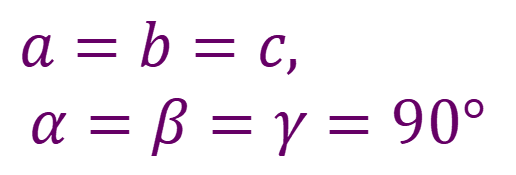 a = b = c,
α = β = γ = 90°